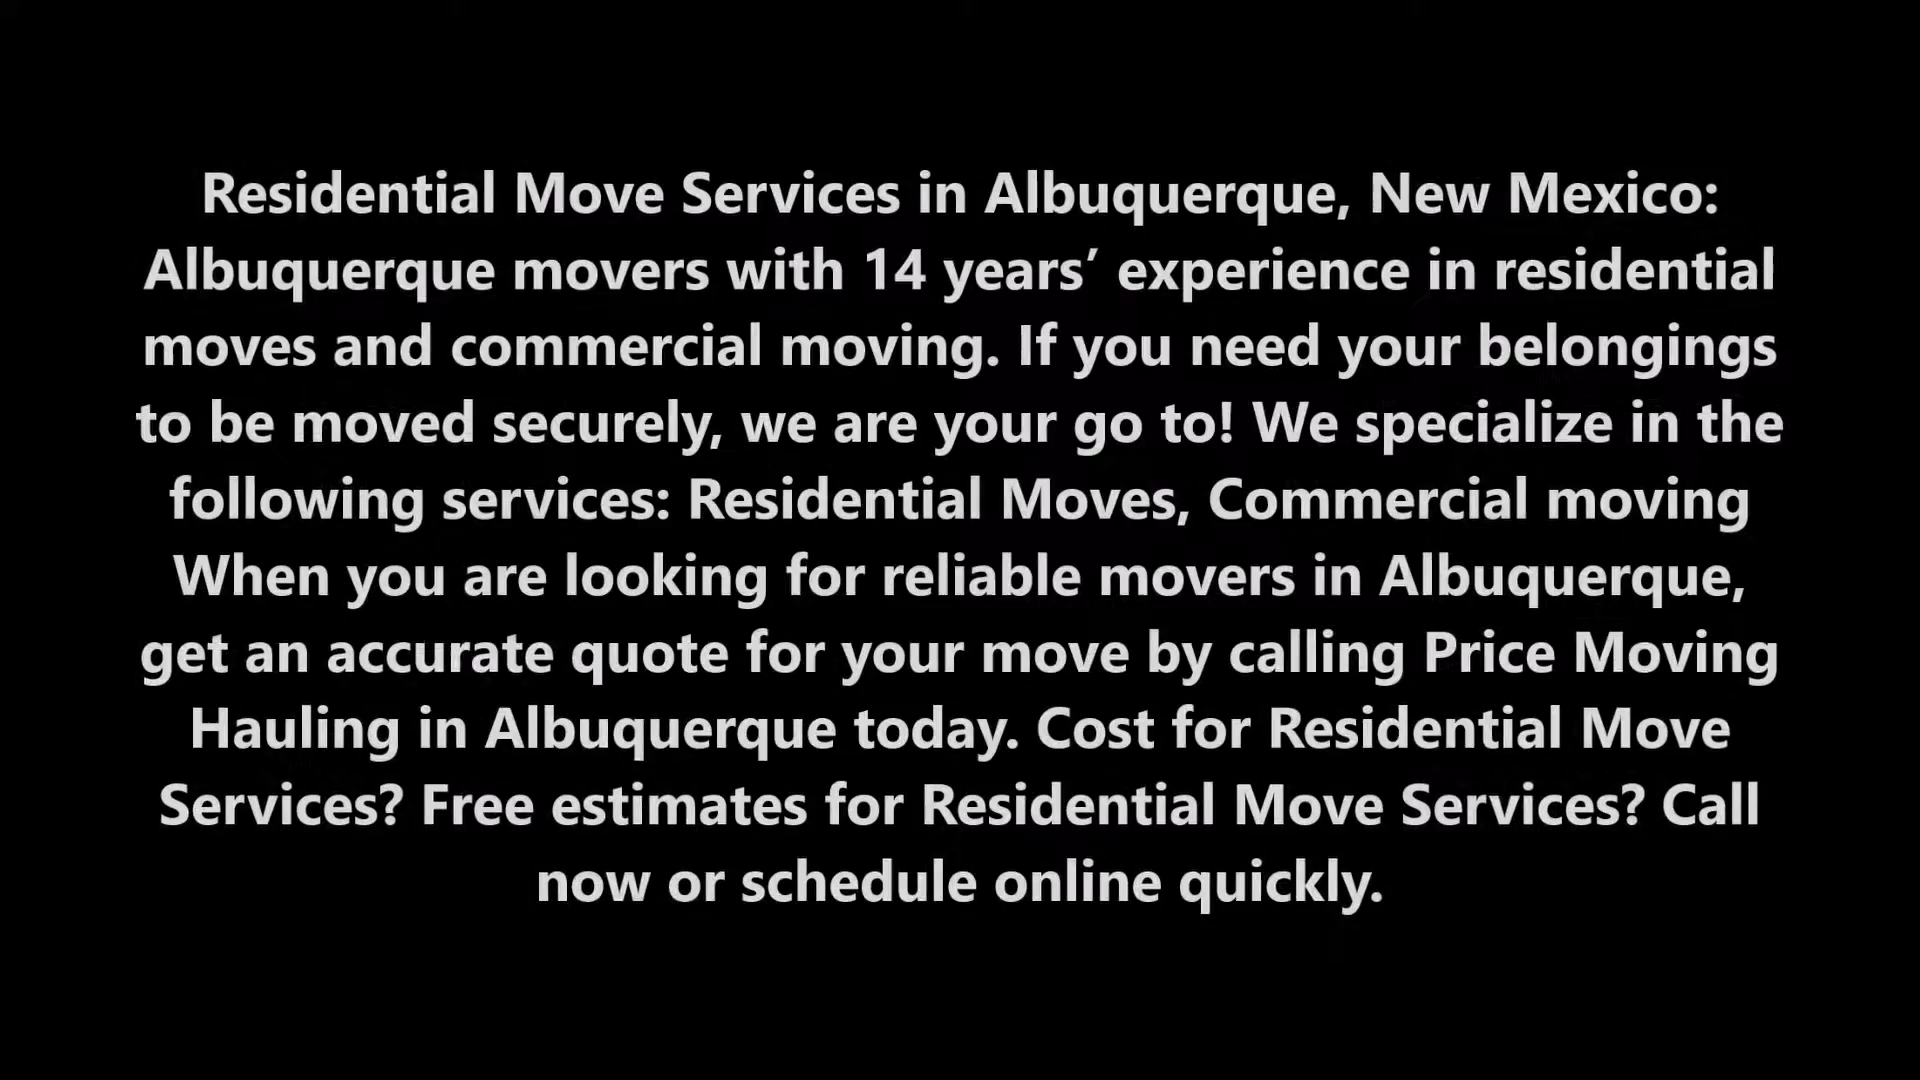 Residential Move Services in Albuquerque, New Mexico:
Albuquerque movers with 14 years’ experience in residential
moves and commercial moving. If you need your belongings
to be moved securely, we are your go to! We specialize in the
following services: Residential Moves, Commercial moving
When you are looking for reliable movers in Albuquerque,
get an accurate quote for your move by calling Price Moving
Hauling in Albuquerque today. Cost for Residential Move
Services? Free estimates for Residential Move Services? Call
now or schedule online quickly.